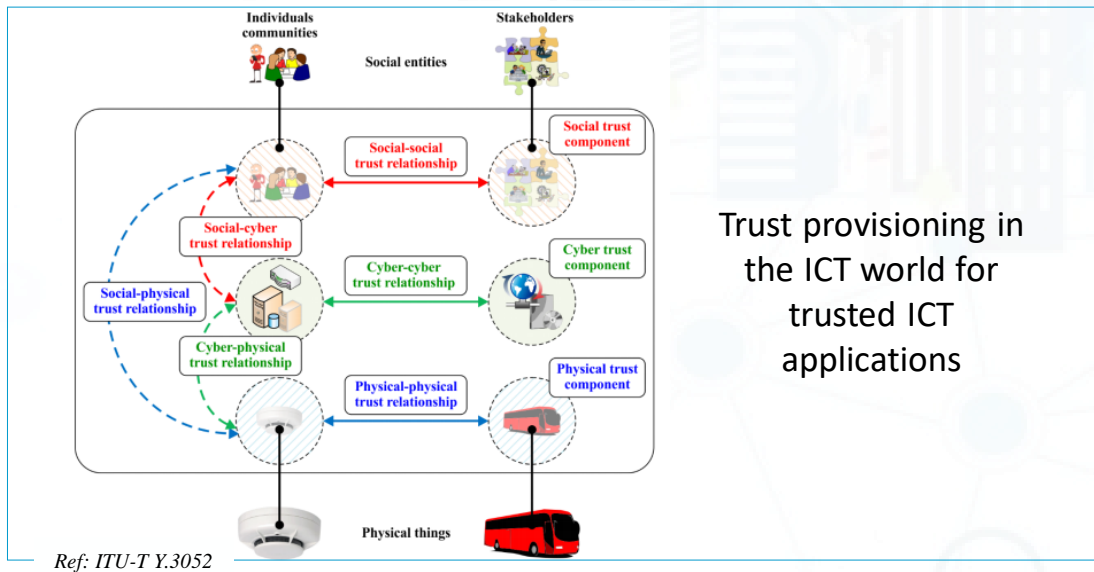 Individuals
communities
Stakeholders
Social entities
Social trust
component
Social-social
trust relationship
Social-cyber
trust relationship
Cyber-cyber
trust relationship
Cyber trust
component
Social-physical
trust relationship
Cyber-physical
trust relationship
Physical-physical
trust relationship
Physical trust
component
Physical things
Ref: ITU-T Y.3052
Trust provisioning in
the ICT world for
trusted ICT
applications